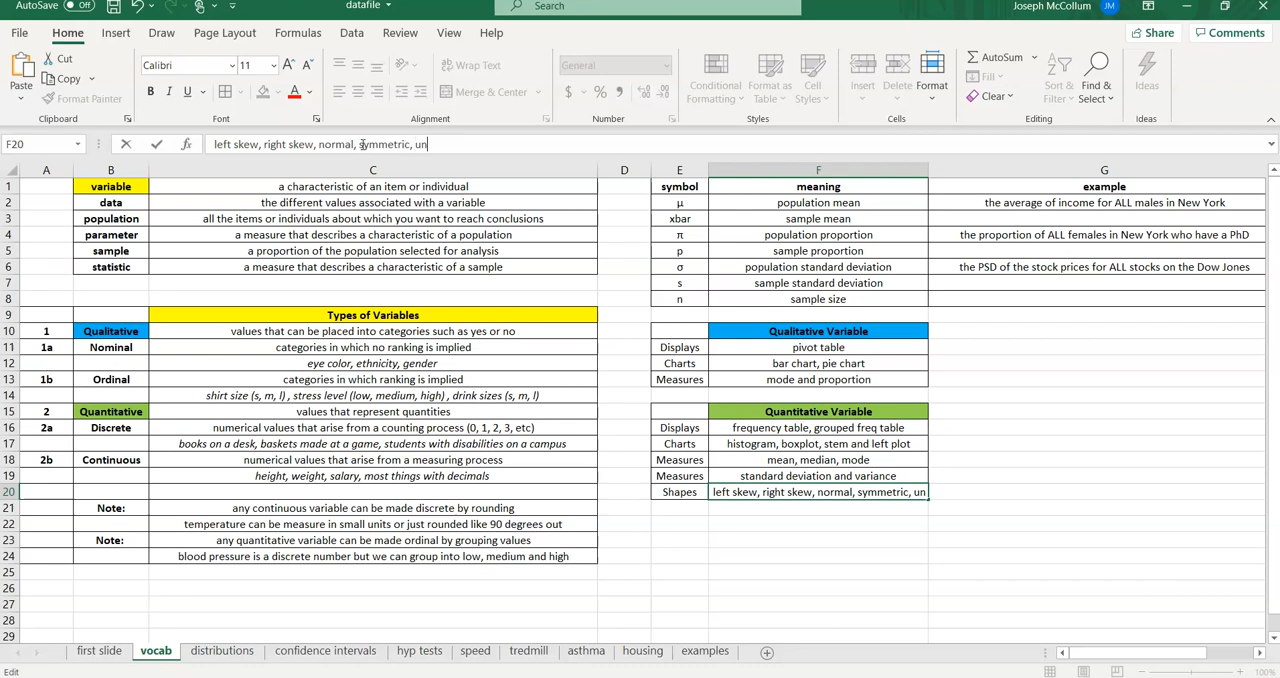 AutoSave Off datafile Search Joseph McCollum JM
File Home Insert Draw Page Layout Formulas Data Review View Help Share Comments
Paste Cut Copy Format Painter Calibri 11 A A Wrap Text General AutoSum
B I U A Merge & Center $ % Conditional Formatting Format as Table Cell Styles Insert Delete Format Fill Clear Sort & Filter Find & Select Ideas
Clipboard Font Alignment Number Styles Cells Editing Ideas
F20 fx left skew, right skew, normal, symmetric, un
A B C D E F G
1 variable a characteristic of an item or individual symbol meaning example
2 data the different values associated with a variable μ population mean the average of income for ALL males in New York
3 population all the items or individuals about which you want to reach conclusions xbar sample mean
4 parameter a measure that describes a characteristic of a population π population proportion the proportion of ALL females in New York who have a PhD
5 sample a proportion of the population selected for analysis p sample proportion
6 statistic a measure that describes a characteristic of a sample σ population standard deviation the PSD of the stock prices for ALL stocks on the Dow Jones
7 s sample standard deviation
8 n sample size
9 Types of Variables
10 1 Qualitative values that can be placed into categories such as yes or no Qualitative Variable
11 1a Nominal categories in which no ranking is implied Displays pivot table
12 eye color, ethnicity, gender Charts bar chart, pie chart
13 1b Ordinal categories in which ranking is implied Measures mode and proportion
14 shirt size (s, m, l) , stress level (low, medium, high) , drink sizes (s, m, l)
15 2 Quantitative values that represent quantities Quantitative Variable
16 2a Discrete numerical values that arise from a counting process (0, 1, 2, 3, etc) Displays frequency table, grouped freq table
17 books on a desk, baskets made at a game, students with disabilities on a campus Charts histogram, boxplot, stem and left plot
18 2b Continuous numerical values that arise from a measuring process Measures mean, median, mode
19 height, weight, salary, most things with decimals Measures standard deviation and variance
20 Shapes left skew, right skew, normal, symmetric, un
21 Note: any continuous variable can be made discrete by rounding
22 temperature can be measure in small units or just rounded like 90 degrees out
23 Note: any quantitative variable can be made ordinal by grouping values
24 blood pressure is a discrete number but we can group into low, medium and high
25
26
27
28
29
first slide vocab distributions confidence intervals hyp tests speed tredmill asthma housing examples
Edit 100%